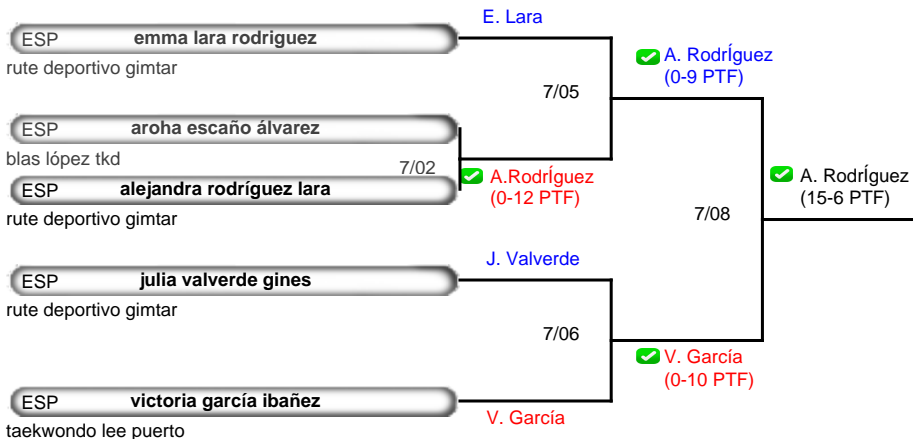 E. Lara
ESP emma lara rodriguez
rute deportivo gimtar
A. RodrÍguez
(0-9 PTF)
7/05
ESP aroha escaño álvarez
blas lópez tkd
7/02
A.RodrÍguez
(0-12 PTF)
ESP alejandra rodríguez lara
rute deportivo gimtar
A. RodrÍguez
(15-6 PTF)
7/08
J. Valverde
ESP julia valverde gines
rute deportivo gimtar
7/06
V. García
(0-10 PTF)
ESP victoria garcía ibañez
V. García
taekwondo lee puerto